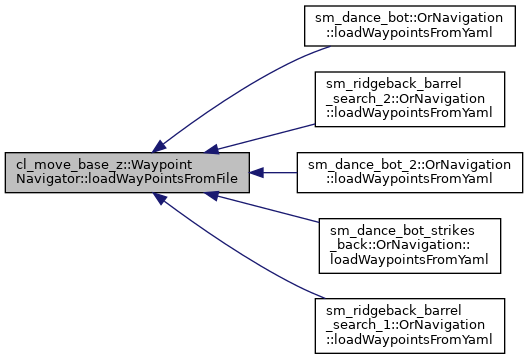 sm_dance_bot::OrNavigation
::loadWaypointsFromYaml
sm_ridgeback_barrel
_search_2::OrNavigation
::loadWaypointsFromYaml
cl_move_base_z::Waypoint
Navigator::loadWayPointsFromFile
sm_dance_bot_2::OrNavigation
::loadWaypointsFromYaml
sm_dance_bot_strikes
_back::OrNavigation::
loadWaypointsFromYaml
sm_ridgeback_barrel
_search_1::OrNavigation
::loadWaypointsFromYaml